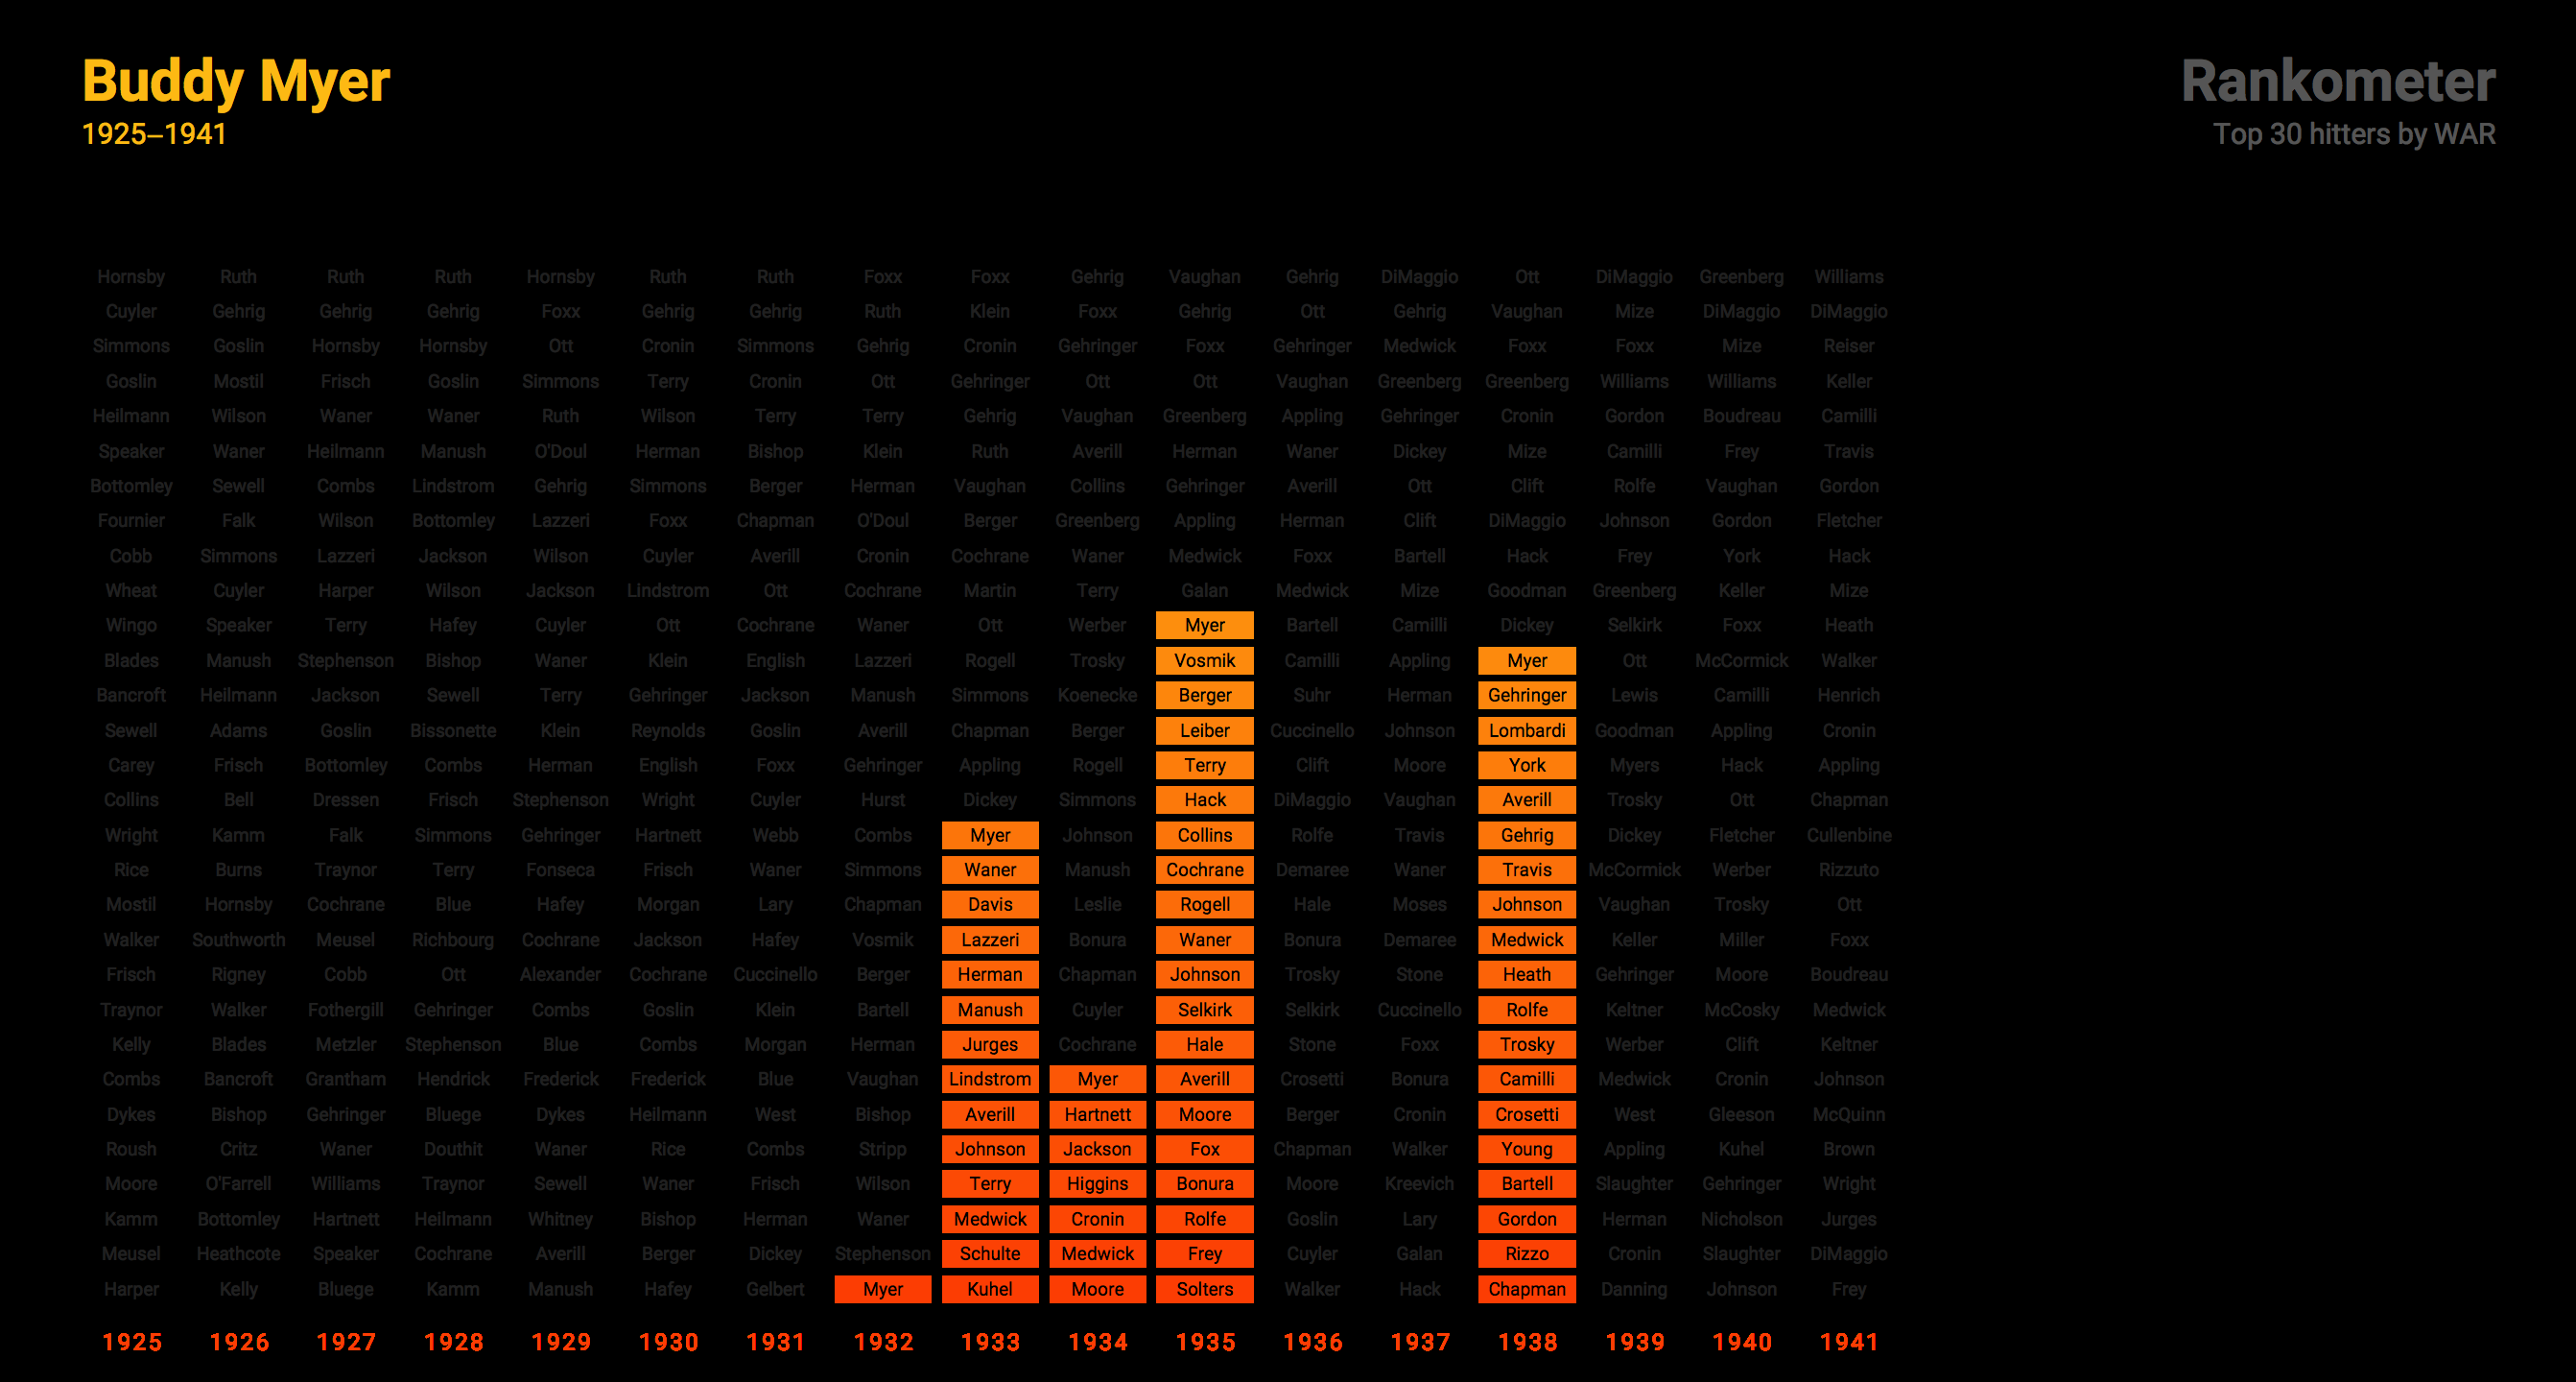 Buddy Myer
1925–1941
Rankometer
Top 30 hitters by WAR
Hornsby Ruth Ruth Ruth Hornsby Ruth Ruth Foxx Foxx Gehrig Vaughan Gehrig DiMaggio Ott DiMaggio Greenberg Williams
Cuyler Gehrig Gehrig Gehrig Foxx Gehrig Gehrig Ruth Klein Foxx Gehrig Ott Gehrig Vaughan Mize DiMaggio DiMaggio
Simmons Goslin Hornsby Hornsby Ott Cronin Simmons Gehrig Cronin Gehringer Foxx Gehringer Medwick Foxx Foxx Mize Reiser
Goslin Mostil Frisch Goslin Simmons Terry Cronin Ott Gehringer Ott Ott Vaughan Greenberg Greenberg Williams Williams Keller
Heilmann Wilson Waner Waner Ruth Wilson Terry Terry Gehrig Vaughan Greenberg Appling Gehringer Cronin Gordon Boudreau Camilli
Speaker Waner Heilmann Manush O'Doul Herman Bishop Klein Ruth Averill Herman Waner Dickey Mize Camilli Frey Travis
Bottomley Sewell Combs Lindstrom Gehrig Simmons Berger Herman Vaughan Collins Gehringer Averill Ott Clift Rolfe Vaughan Gordon
Fournier Falk Wilson Bottomley Lazzeri Foxx Chapman O'Doul Berger Greenberg Appling Herman Clift DiMaggio Johnson Gordon Fletcher
Cobb Simmons Lazzeri Jackson Wilson Cuyler Averill Cronin Cochrane Waner Medwick Foxx Bartell Hack Frey York Hack
Wheat Cuyler Harper Wilson Jackson Lindstrom Ott Cochrane Martin Terry Galan Medwick Mize Goodman Greenberg Keller Mize
Wingo Speaker Terry Hafey Cuyler Ott Cochrane Waner Ott Werber Myer Bartell Camilli Dickey Selkirk Foxx Heath
Blades Manush Stephenson Bishop Waner Klein English Lazzeri Rogell Trosky Vosmik Camilli Appling Myer Ott McCormick Walker
Bancroft Heilmann Jackson Sewell Terry Gehringer Jackson Manush Simmons Koenecke Berger Suhr Herman Gehringer Lewis Camilli Henrich
Sewell Adams Goslin Bissonette Klein Reynolds Goslin Averill Chapman Berger Leiber Cuccinello Johnson Lombardi Goodman Appling Cronin
Carey Frisch Bottomley Combs Herman English Foxx Gehringer Appling Rogell Terry Clift Moore York Myers Hack Appling
Collins Bell Dressen Frisch Stephenson Wright Cuyler Hurst Dickey Simmons Hack DiMaggio Vaughan Averill Trosky Ott Chapman
Wright Kamm Falk Simmons Gehringer Hartnett Webb Combs Myer Johnson Collins Rolfe Travis Gehrig Dickey Fletcher Cullenbine
Rice Burns Traynor Terry Fonseca Frisch Waner Simmons Waner Manush Cochrane Demaree Waner Travis McCormick Werber Rizzuto
Mostil Hornsby Cochrane Blue Hafey Morgan Lary Chapman Davis Leslie Rogell Hale Moses Johnson Vaughan Trosky Ott
Walker Southworth Meusel Richbourg Cochrane Jackson Hafey Vosmik Lazzeri Bonura Waner Bonura Demaree Medwick Keller Miller Foxx
Frisch Rigney Cobb Ott Alexander Cochrane Cuccinello Berger Herman Chapman Johnson Trosky Stone Heath Gehringer Moore Boudreau
Traynor Walker Fothergill Gehringer Combs Goslin Klein Bartell Manush Cuyler Selkirk Selkirk Cuccinello Rolfe Keltner McCosky Medwick
Kelly Blades Metzler Stephenson Blue Combs Morgan Herman Jurges Cochrane Hale Stone Foxx Trosky Werber Clift Keltner
Combs Bancroft Grantham Hendrick Frederick Frederick Blue Vaughan Lindstrom Myer Averill Crosetti Bonura Camilli Medwick Cronin Johnson
Dykes Bishop Gehringer Bluege Dykes Heilmann West Bishop Averill Hartnett Moore Berger Cronin Crosetti West Gleeson McQuinn
Roush Critz Waner Douthit Waner Rice Combs Stripp Johnson Jackson Fox Chapman Walker Young Appling Kuhel Brown
Moore O'Farrell Williams Traynor Sewell Waner Frisch Wilson Terry Higgins Bonura Moore Kreevich Bartell Slaughter Gehringer Wright
Kamm Bottomley Hartnett Heilmann Whitney Bishop Herman Waner Medwick Cronin Rolfe Goslin Lary Gordon Herman Nicholson Jurges
Meusel Heathcote Speaker Cochrane Averill Berger Dickey Stephenson Schulte Medwick Frey Cuyler Galan Rizzo Cronin Slaughter DiMaggio
Harper Kelly Bluege Kamm Manush Hafey Gelbert Myer Kuhel Moore Solters Walker Hack Chapman Danning Johnson Frey
1925 1926 1927 1928 1929 1930 1931 1932 1933 1934 1935 1936 1937 1938 1939 1940 1941